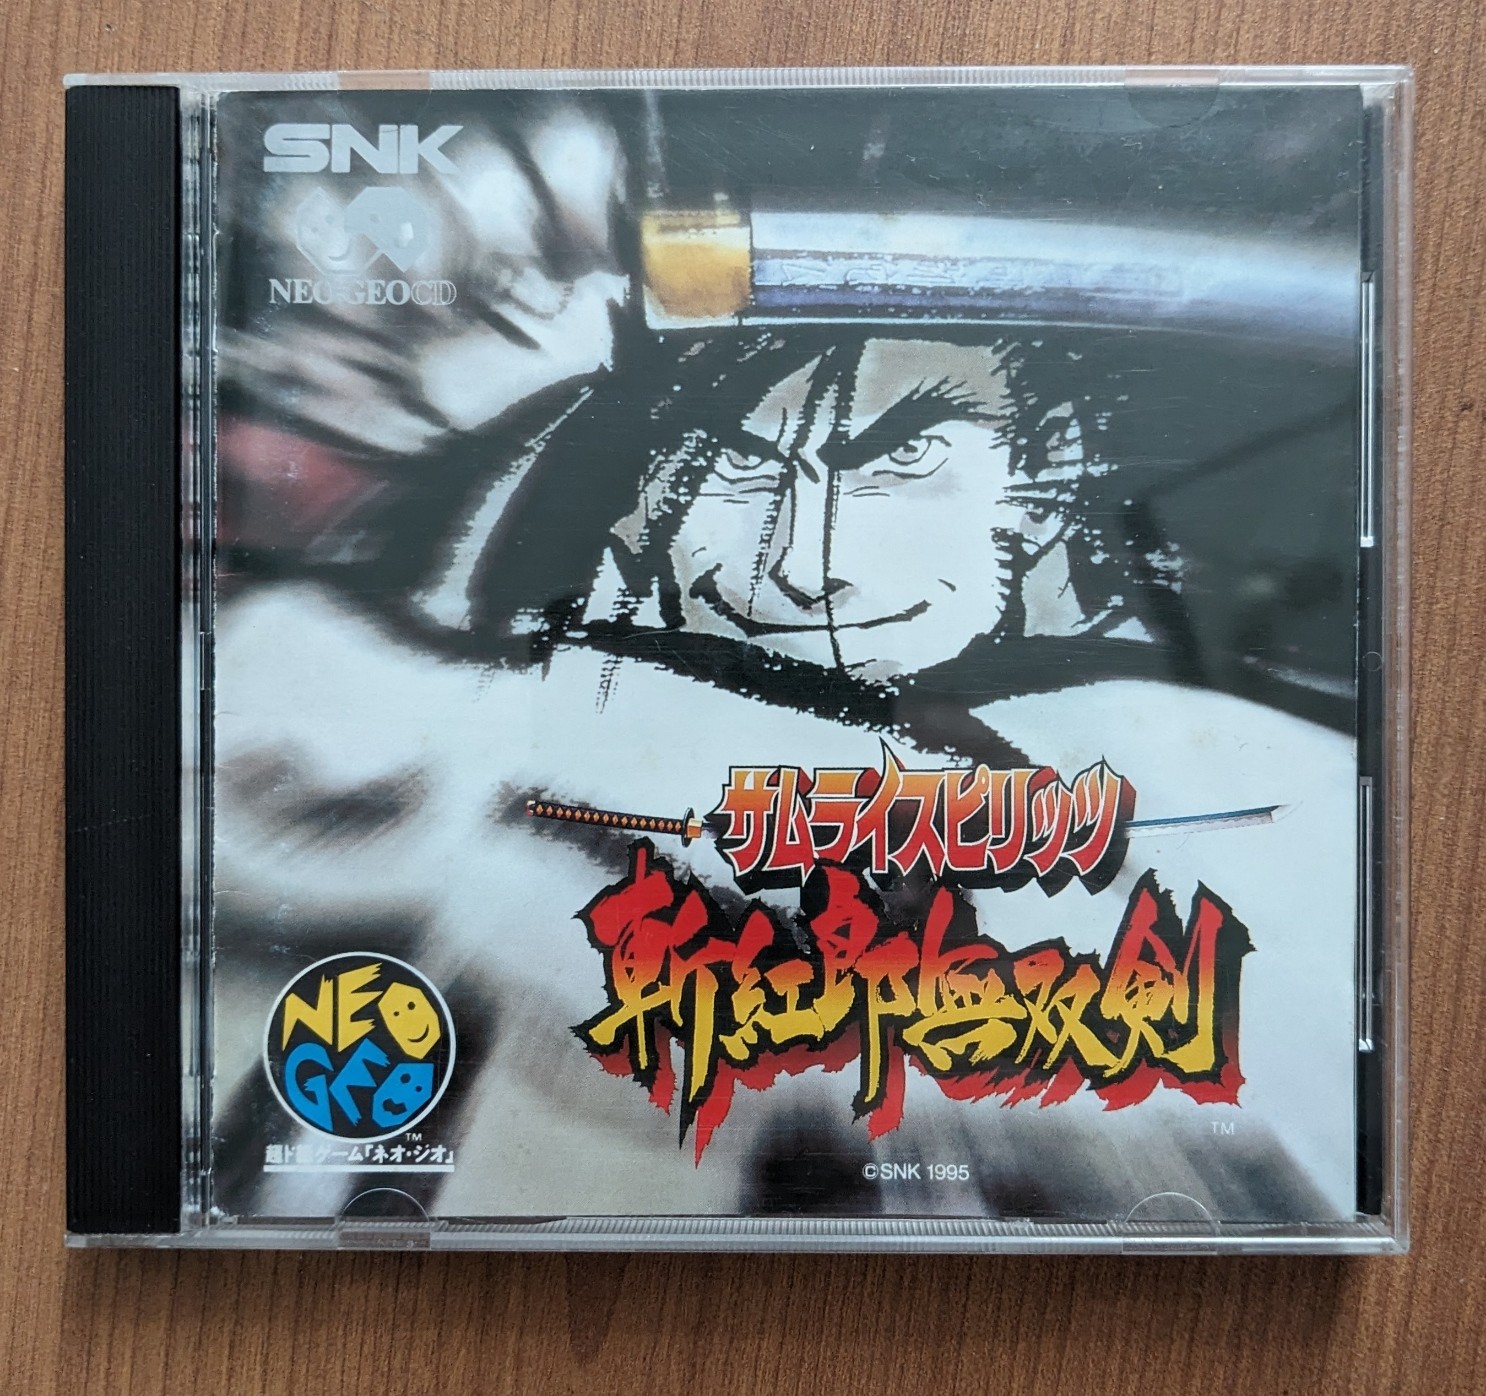 SNK
NEO·GEO CD
サムライスピリッツ
斬紅郎無双剣
TM
NEO
GEO
TM
超ド級ゲーム「ネオ・ジオ」
©SNK 1995